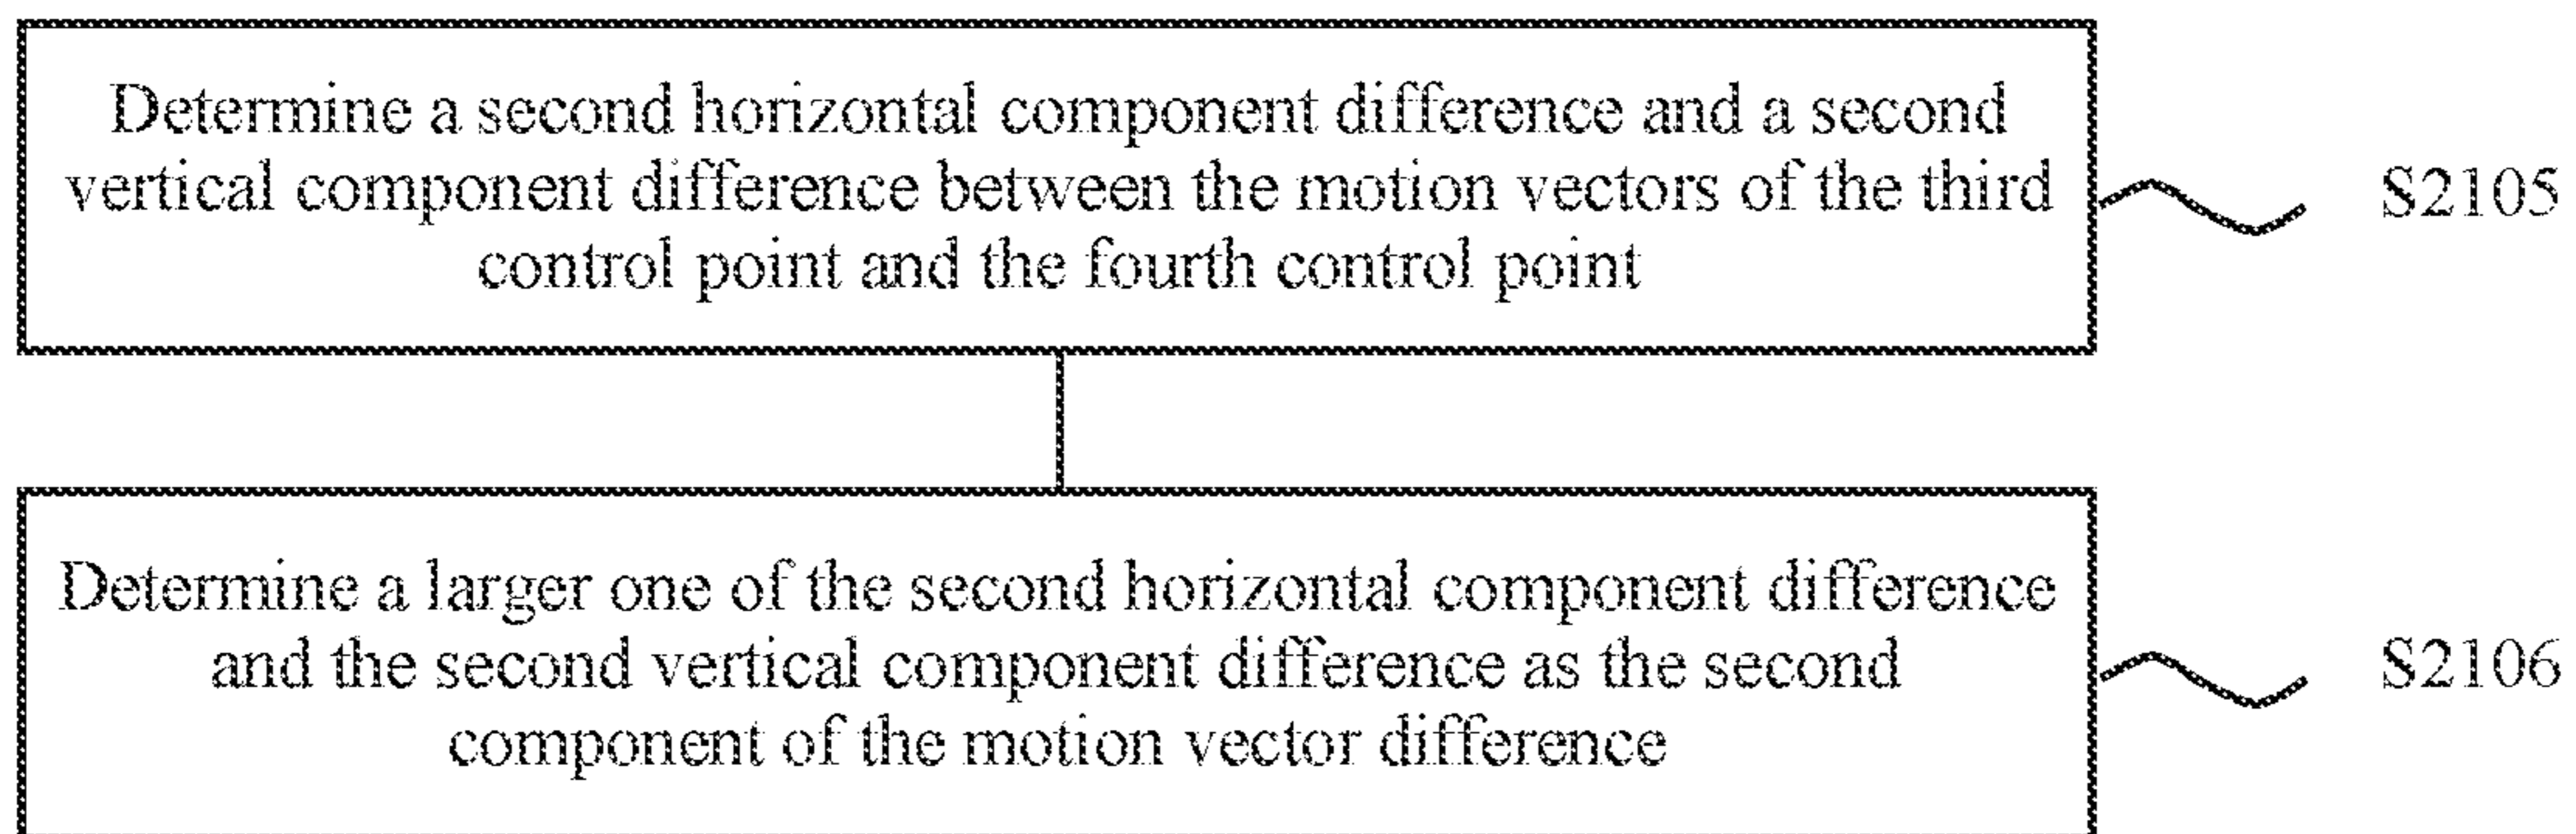 Determine a second horizontal component difference and a second
vertical component difference between the motion vectors of the third
control point and the fourth control point
S2105
Determine a larger one of the second horizontal component difference
and the second vertical component difference as the second
component of the motion vector difference
S2106